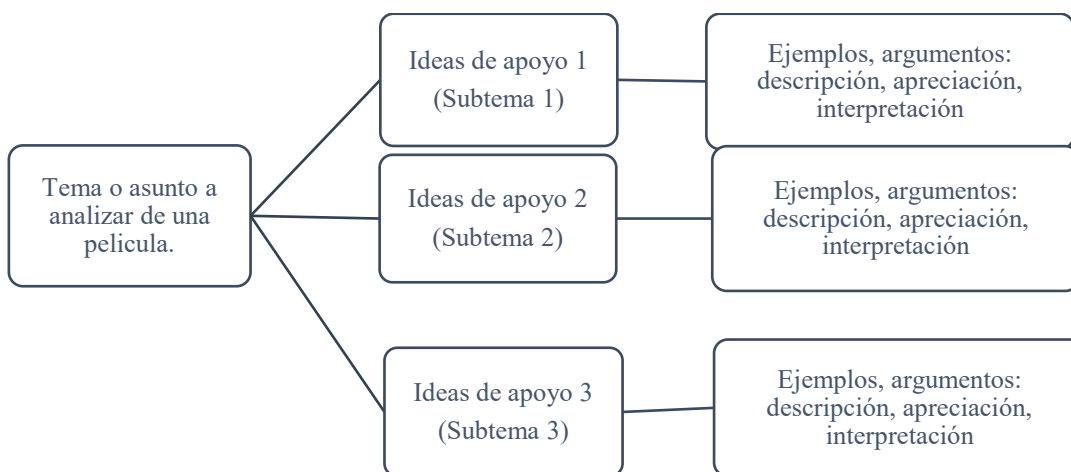 Tema o asunto a
analizar de una
pelicula.
Ideas de apoyo 1
(Subtema 1)
Ejemplos, argumentos:
descripción, apreciación,
interpretación
Ideas de apoyo 2
(Subtema 2)
Ejemplos, argumentos:
descripción, apreciación,
interpretación
Ideas de apoyo 3
(Subtema 3)
Ejemplos, argumentos:
descripción, apreciación,
interpretación